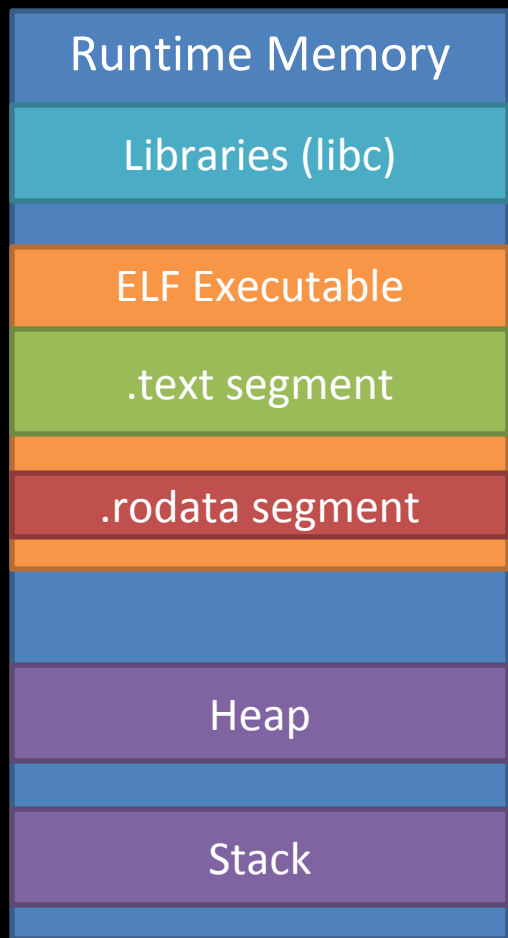 Runtime Memory
Libraries (libc)
ELF Executable
.text segment
.rodata segment
Heap
Stack